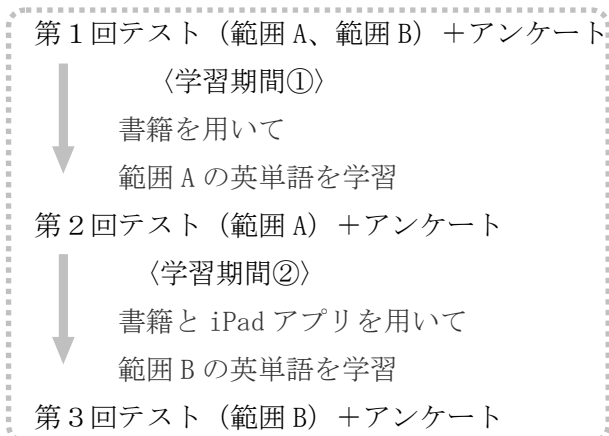 第１回テスト（範囲 A、範囲 B）＋アンケート
〈学習期間①〉
書籍を用いて
範囲 A の英単語を学習
第２回テスト（範囲 A）＋アンケート
〈学習期間②〉
書籍と iPad アプリを用いて
範囲 B の英単語を学習
第３回テスト（範囲 B）＋アンケート